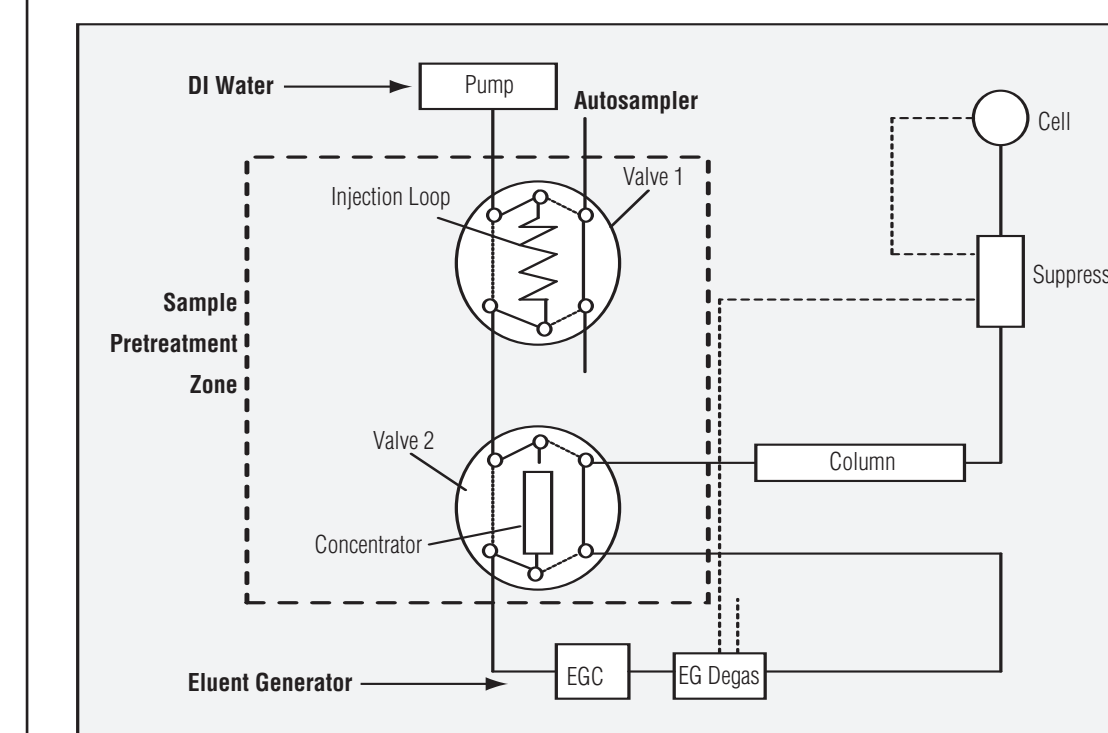 DI Water
Pump
Autosampler
Cell
Injection Loop
Valve 1
Suppress
Sample
Pretreatment
Zone
Valve 2
Column
Concentrator
Eluent Generator
EGC
EG Degas